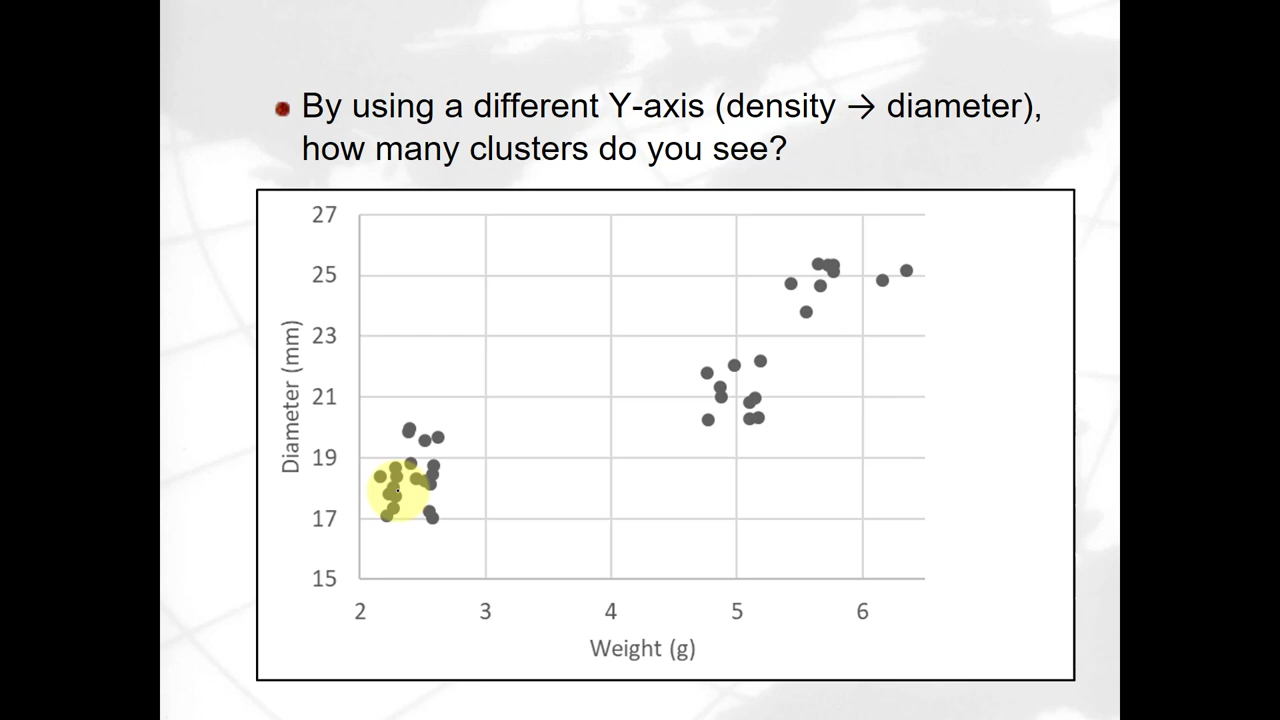 By using a different Y-axis (density → diameter),
how many clusters do you see?
27
25
23
21
19
17
15
Diameter (mm)
2 3 4 5 6
Weight (g)